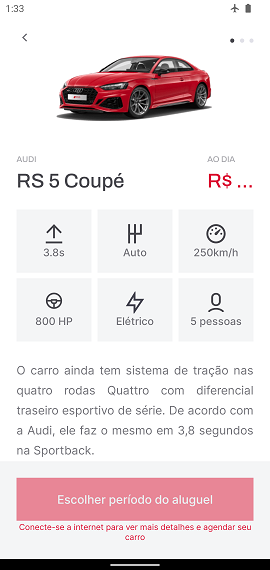 1:33
AUDI
AO DIA
RS 5 Coupé
R$ ...
3.8s
Auto
250km/h
800 HP
Elétrico
5 pessoas
O carro ainda tem sistema de tração nas
quatro rodas Quattro com diferencial
traseiro esportivo de série. De acordo com
a Audi, ele faz o mesmo em 3,8 segundos
na Sportback.
Escolher período do aluguel
Conecte-se a internet para ver mais detalhes e agendar seu
carro